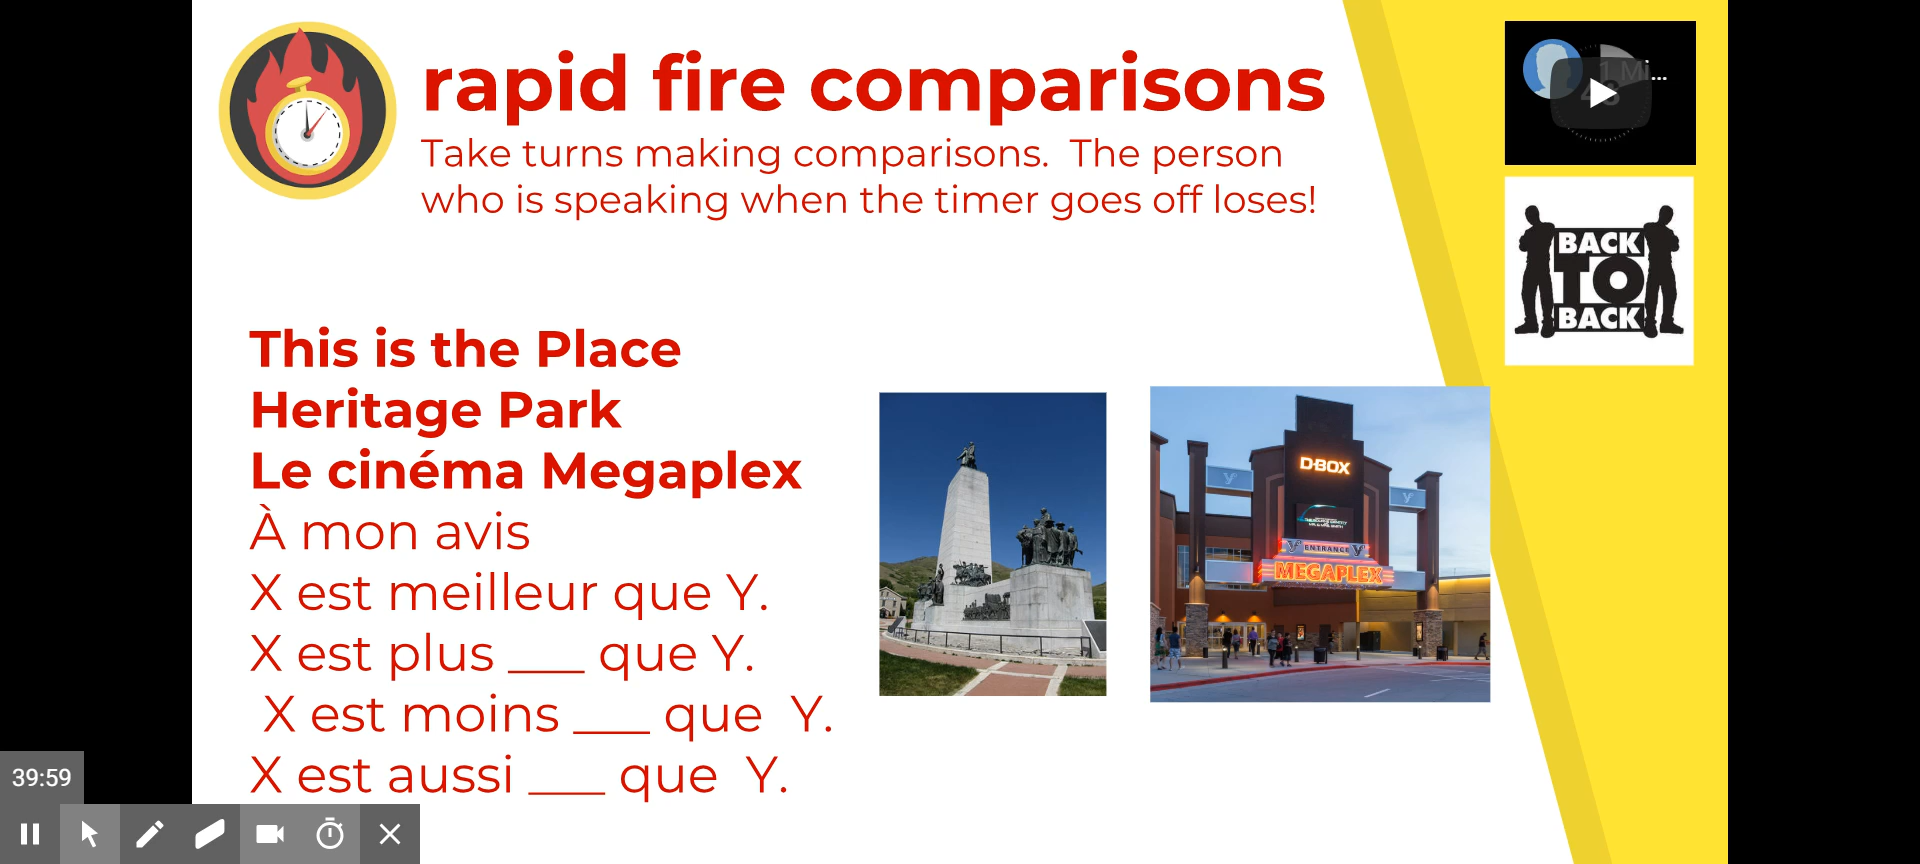 rapid fire comparisons
Take turns making comparisons. The person
who is speaking when the timer goes off loses!
This is the Place
Heritage Park
Le cinéma Megaplex
À mon avis
X est meilleur que Y.
X est plus ___ que Y.
X est moins ___ que Y.
X est aussi ___ que Y.
D-BOX
ENTRANCE
MEGAPLEX
1 Mi...
BACK
TO
BACK
39:59